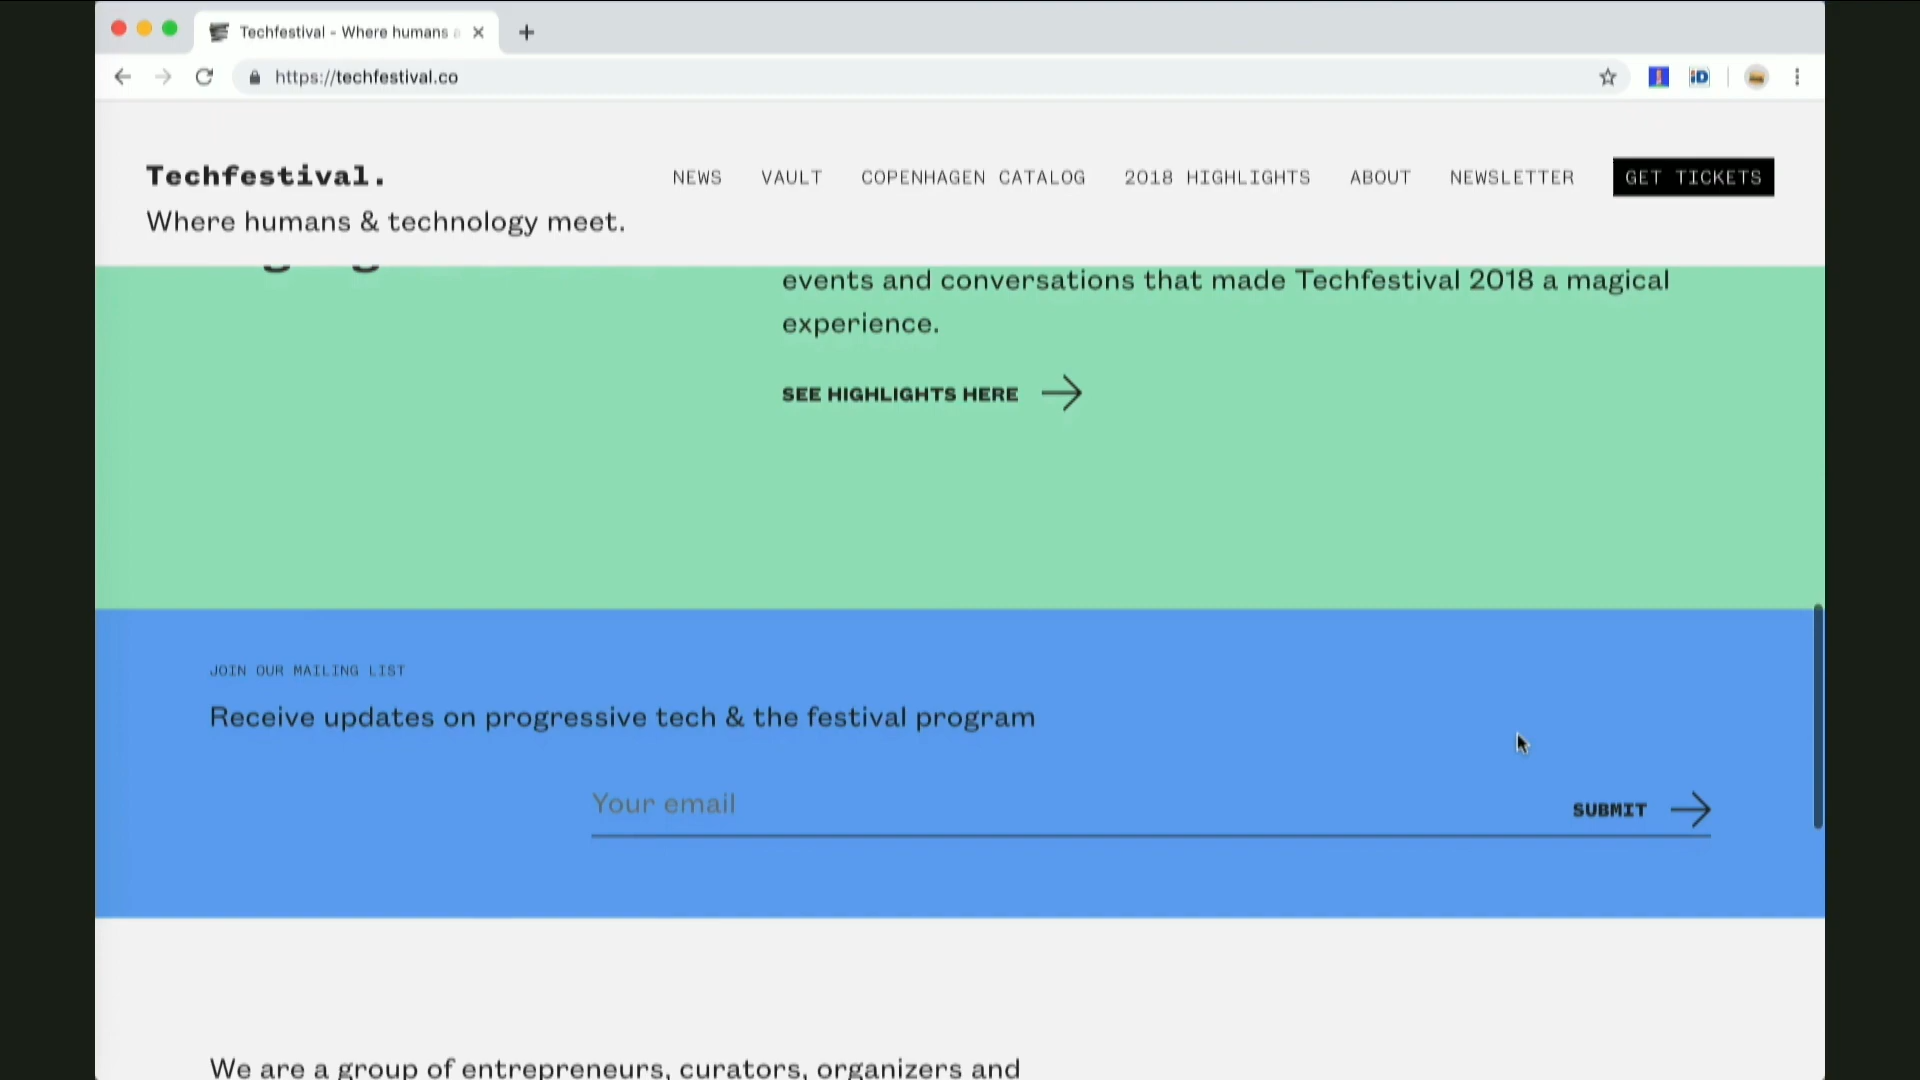 Techfestival - Where humans
https://techfestival.co
iD
Techfestival.
Where humans & technology meet.
NEWS VAULT COPENHAGEN CATALOG 2018 HIGHLIGHTS ABOUT NEWSLETTER GET TICKETS
events and conversations that made Techfestival 2018 a magical
experience.
SEE HIGHLIGHTS HERE
JOIN OUR MAILING LIST
Receive updates on progressive tech & the festival program
Your email
SUBMIT
We are a group of entrepreneurs, curators, organizers and